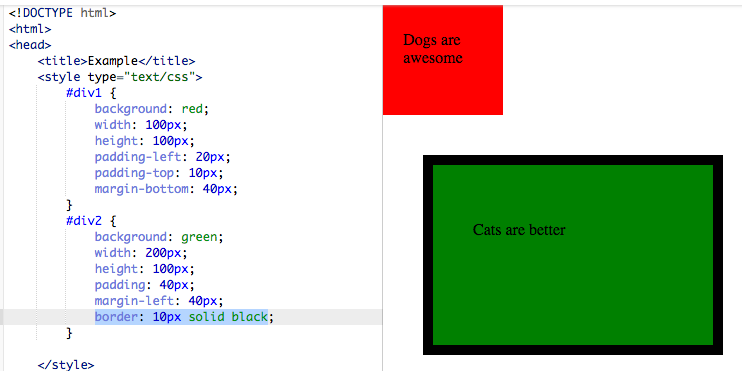 <!DOCTYPE html>
<html>
<head>
    <title>Example</title>
    <style type="text/css">
        #div1 {
            background: red;
            width: 100px;
            height: 100px;
            padding-left: 20px;
            padding-top: 10px;
            margin-bottom: 40px;
        }
        #div2 {
            background: green;
            width: 200px;
            height: 100px;
            padding: 40px;
            margin-left: 40px;
            border: 10px solid black;
        }
    </style>
Dogs are
awesome
Cats are better